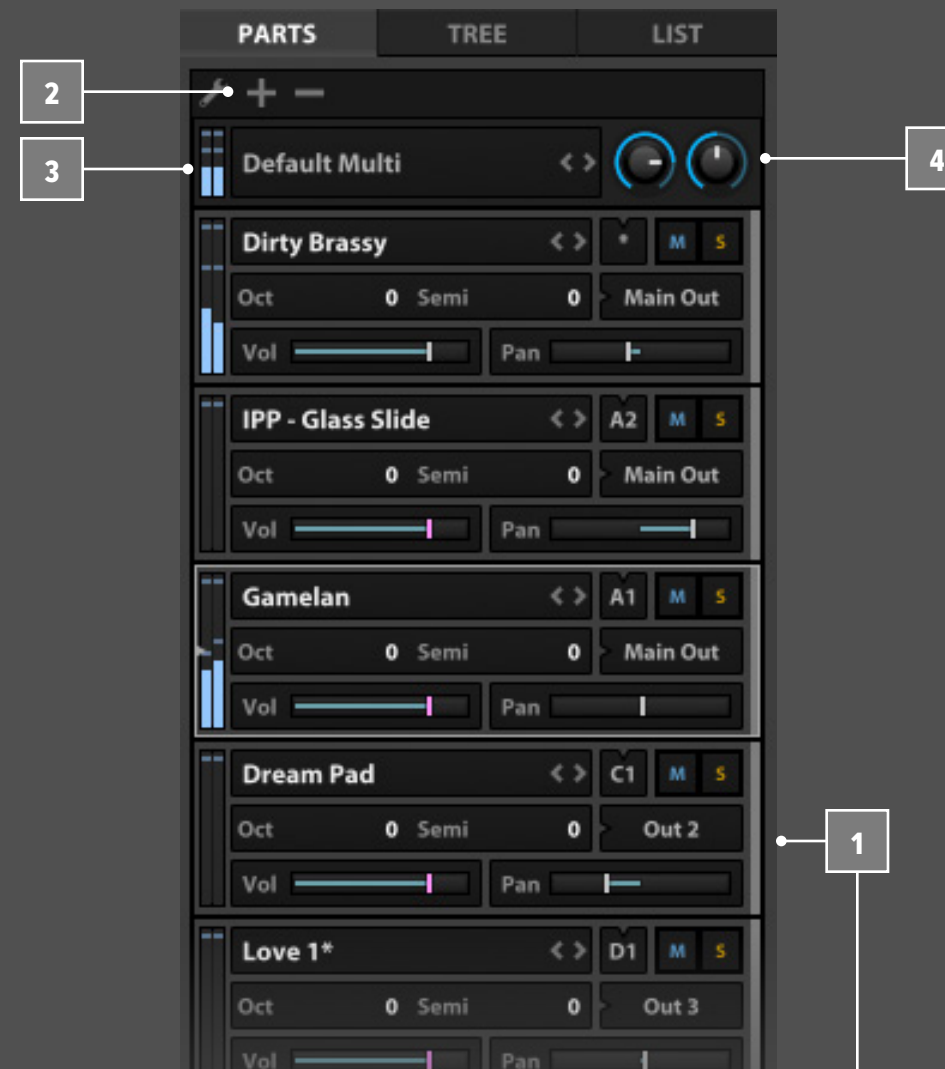 PARTS TREE LIST
2
3
Default Multi
4
Dirty Brassy * M S
Oct 0 Semi 0 Main Out
Vol Pan
IPP - Glass Slide A2 M S
Oct 0 Semi 0 Main Out
Vol Pan
Gamelan A1 M S
Oct 0 Semi 0 Main Out
Vol Pan
Dream Pad C1 M S
Oct 0 Semi 0 Out 2
1
Vol Pan
Love 1* D1 M S
Oct 0 Semi 0 Out 3
Vol Pan